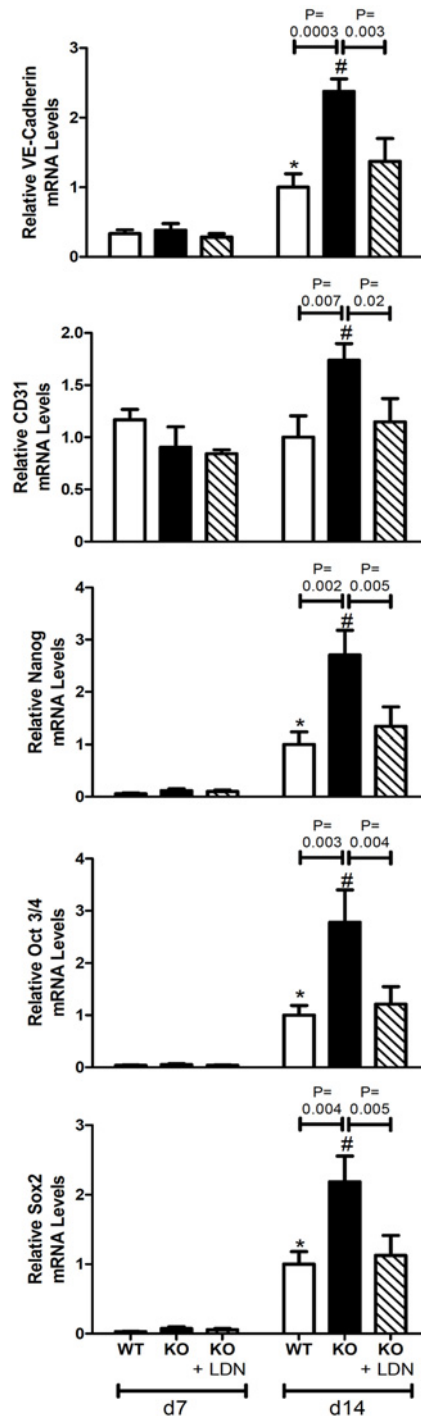 P= P=
0.0003 0.003
#
*
3
2
1
0
Relative VE-Cadherin
mRNA Levels
P= P=
0.007 0.02
#
2.0
1.5
1.0
0.5
0
Relative CD31
mRNA Levels
P= P=
0.002 0.005
#
*
4
3
2
1
0
Relative Nanog
mRNA Levels
P= P=
0.003 0.004
#
*
4
3
2
1
0
Relative Oct 3/4
mRNA Levels
P= P=
0.004 0.005
#
*
3
2
1
0
Relative Sox2
mRNA Levels
WT KO KO WT KO KO
+ LDN + LDN
d7 d14